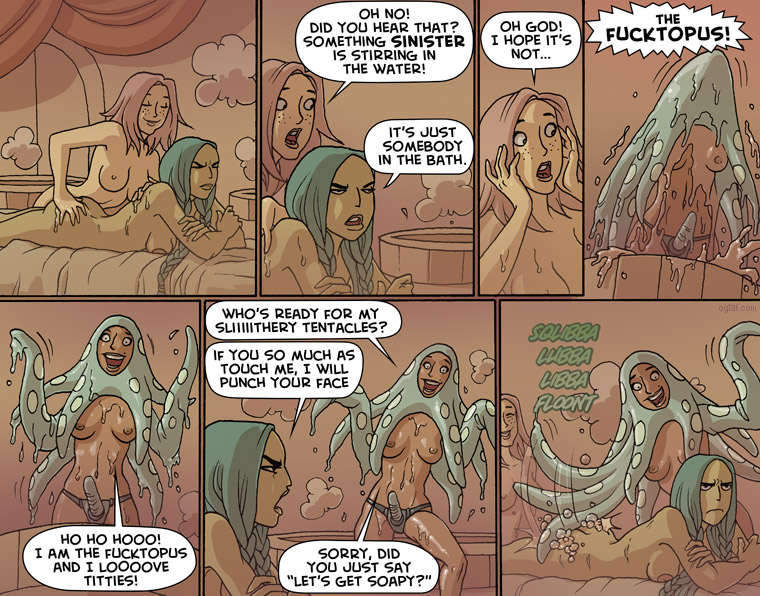 OH NO!
DID YOU HEAR THAT?
SOMETHING SINISTER
IS STIRRING IN
THE WATER!
IT'S JUST
SOMEBODY
IN THE BATH.
OH GOD!
I HOPE IT'S
NOT...
THE
FUCKTOPUS!
HO HO HOOO!
I AM THE FUCKTOPUS
AND I LOOOOVE
TITTIES!
WHO'S READY FOR MY
SLIIIIITHERY TENTACLES?
IF YOU SO MUCH AS
TOUCH ME, I WILL
PUNCH YOUR FACE
SORRY, DID
YOU JUST SAY
"LET'S GET SOAPY?"
oglaf.com
SQUIBBA
LUBBA
LIBBA
FLOONT